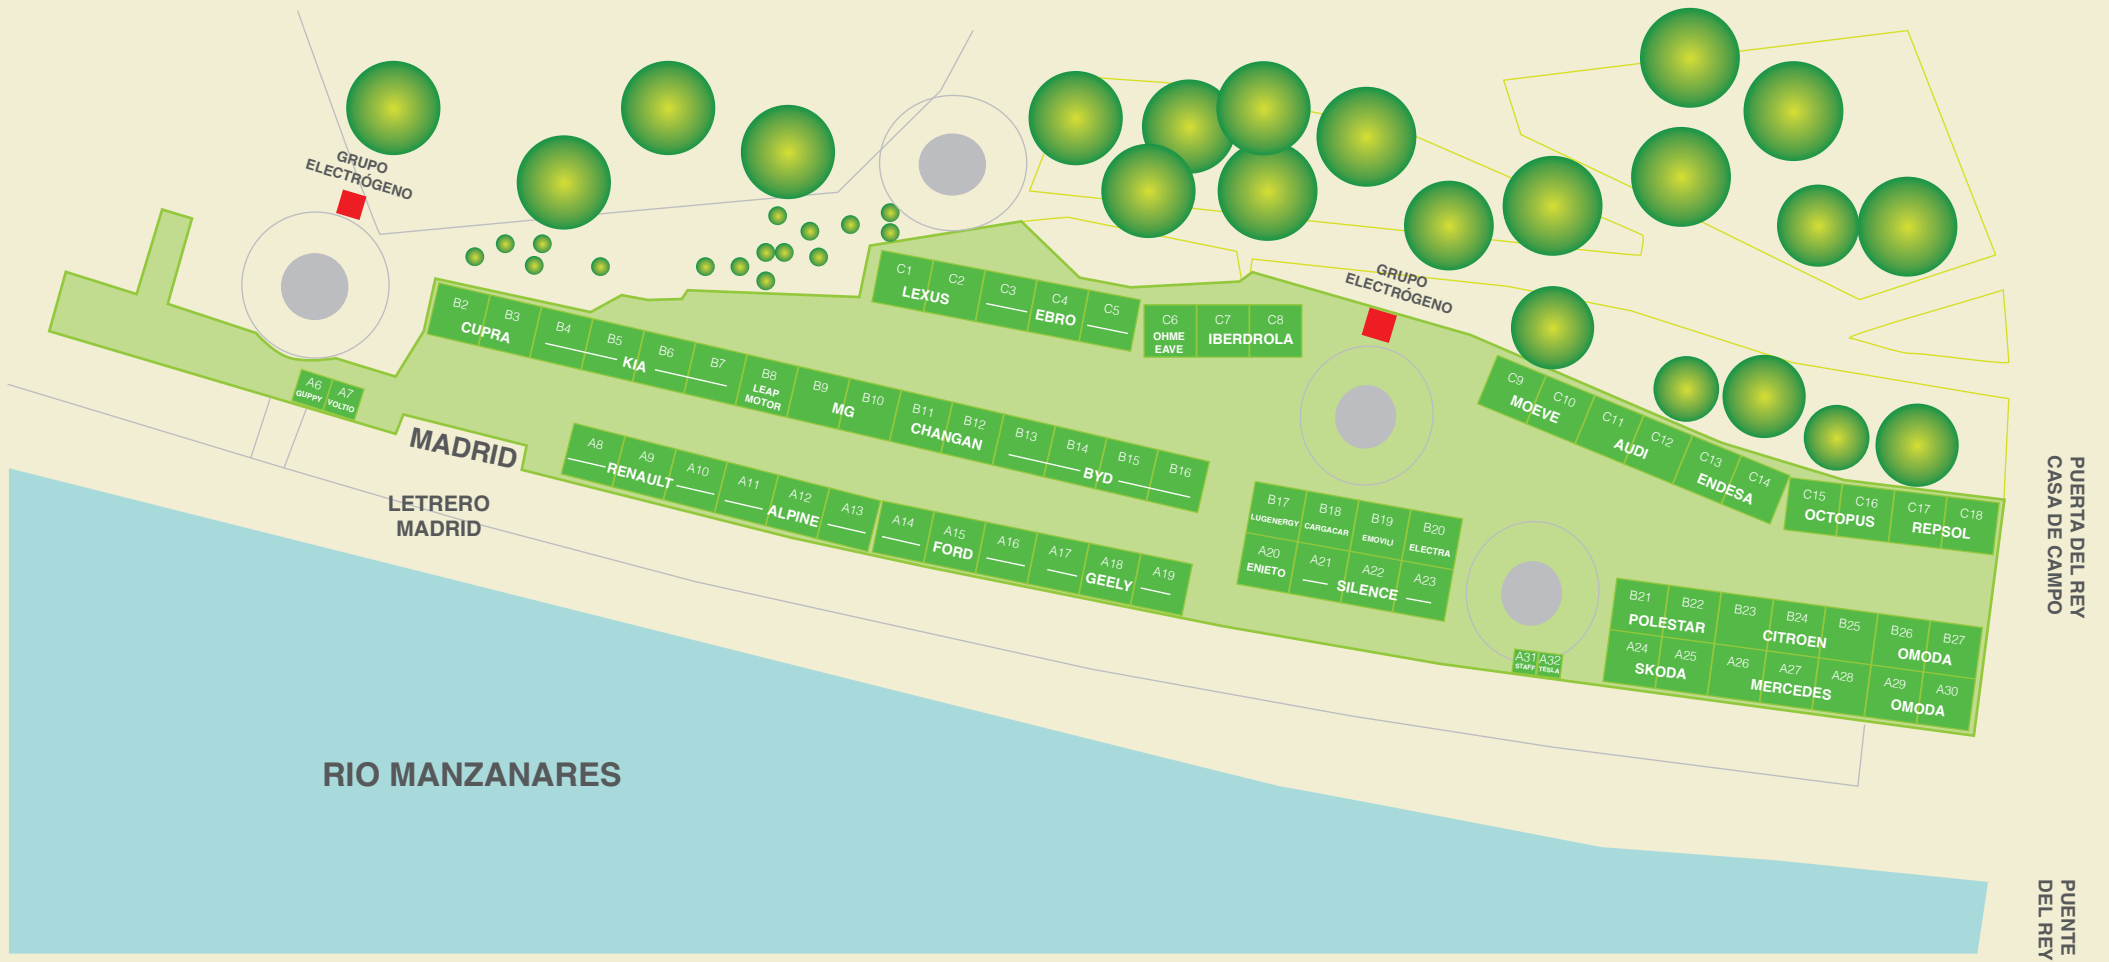 GRUPO
ELECTRÓGENO
GRUPO
ELECTRÓGENO
C1 C2 C3 C4 C5
LEXUS EBRO
C6 C7 C8
OHME
EAVE
IBERDROLA
B2 B3 B4 B5 B6 B7 B8 B9 B10 B11 B12 B13 B14 B15 B16
CUPRA KIA LEAP
MOTOR
MG CHANGAN BYD
C9 C10 C11 C12 C13 C14
MOEVE AUDI ENDESA
C15 C16 C17 C18
OCTOPUS REPSOL
A6 A7
GUPPY VOLTIO
MADRID
LETRERO
MADRID
A8 A9 A10 A11 A12 A13
RENAULT ALPINE
A14 A15 A16 A17 A18 A19
FORD GEELY
B17 B18 B19 B20
LUGENERGY CARGACAR EMOVILI ELECTRA
A20 A21 A22 A23
ENIETO SILENCE
A31 A32
STAFF TESLA
B21 B22 B23 B24 B25 B26 B27
POLESTAR CITROEN OMODA
A24 A25 A26 A27 A28 A29 A30
SKODA MERCEDES OMODA
PUERTA DEL REY
CASA DE CAMPO
RIO MANZANARES
PUENTE
DEL REY